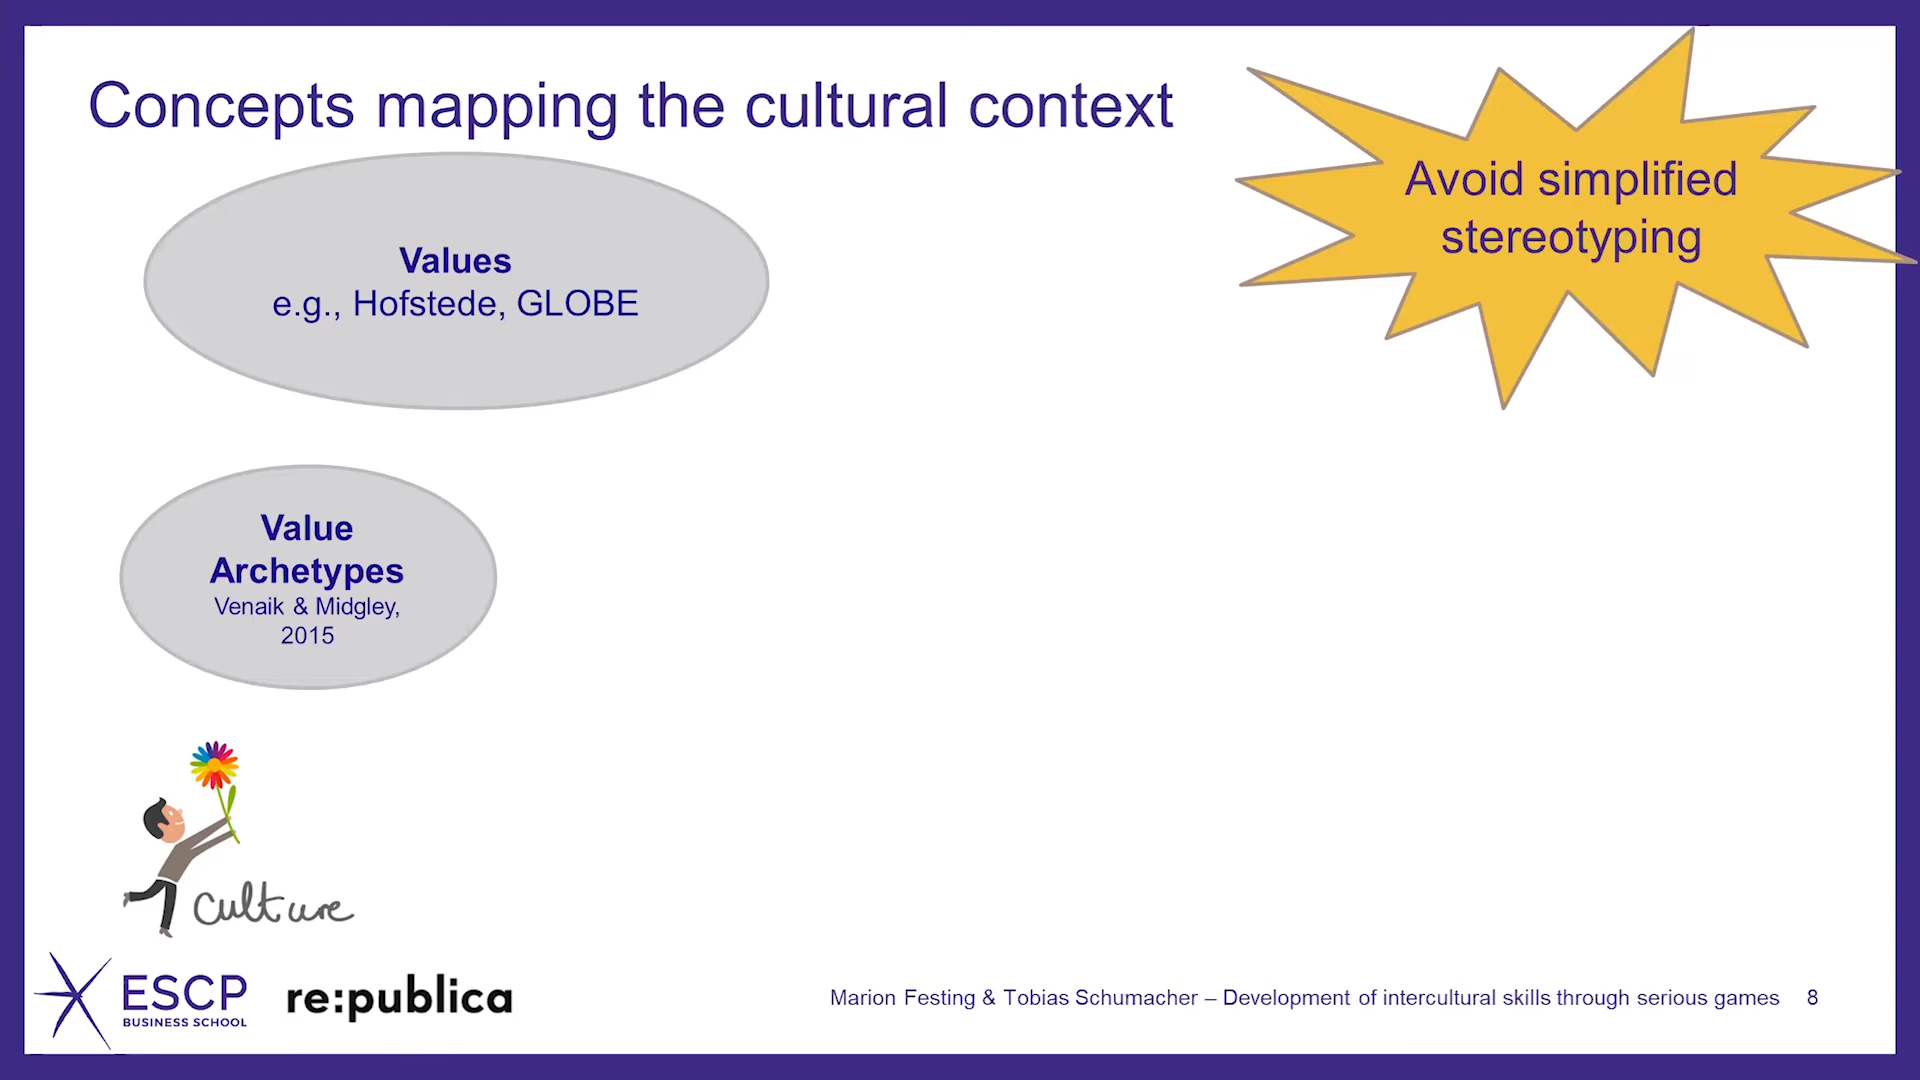 Concepts mapping the cultural context
Avoid simplified
stereotyping
Values
e.g., Hofstede, GLOBE
Value
Archetypes
Venaik & Midgley,
2015
culture
ESCP
BUSINESS SCHOOL
re:publica
Marion Festing & Tobias Schumacher – Development of intercultural skills through serious games 8